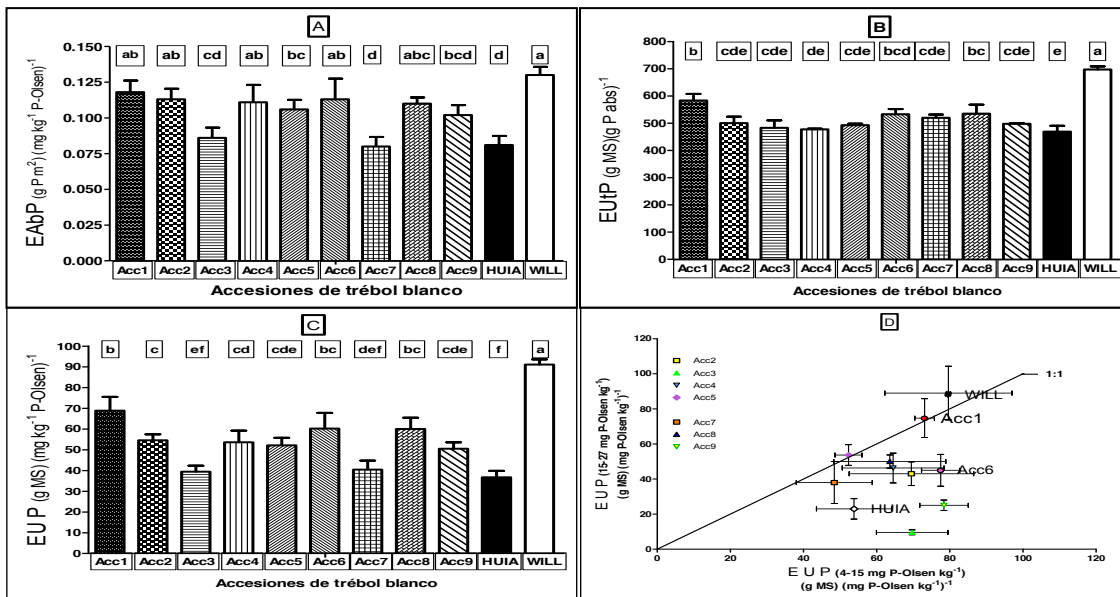 A
ab ab cd ab bc ab d abc bcd d a
EAbP (g P m²) (mg kg⁻¹ P-Olsen)⁻¹
0.150
0.125
0.100
0.075
0.050
0.025
0.000
Acc1 Acc2 Acc3 Acc4 Acc5 Acc6 Acc7 Acc8 Acc9 HUIA WILL
Accesiones de trébol blanco
B
b cde cde de cde bcd cde bc cde e a
EUtP (g MS)(g P abs)⁻¹
800
700
600
500
400
300
200
100
0
Acc1 Acc2 Acc3 Acc4 Acc5 Acc6 Acc7 Acc8 Acc9 HUIA WILL
Accesiones de trébol blanco
C
b c ef cd cde bc def bc cde f a
EUP (g MS) (mg kg⁻¹ P-Olsen)⁻¹
100
90
80
70
60
50
40
30
20
10
0
Acc1 Acc2 Acc3 Acc4 Acc5 Acc6 Acc7 Acc8 Acc9 HUIA WILL
Accesiones de trébol blanco
D
EUP (15-27 mg P-Olsen kg⁻¹)
(g MS) (mg P-Olsen kg⁻¹)⁻¹
120
100
80
60
40
20
0
Acc2
Acc3
Acc4
Acc5
Acc7
Acc8
Acc9
1:1
WILL
Acc1
Acc6
HUIA
0 20 40 60 80 100 120
EUP (4-15 mg P-Olsen kg⁻¹)
(g MS) (mg P-Olsen kg⁻¹)⁻¹